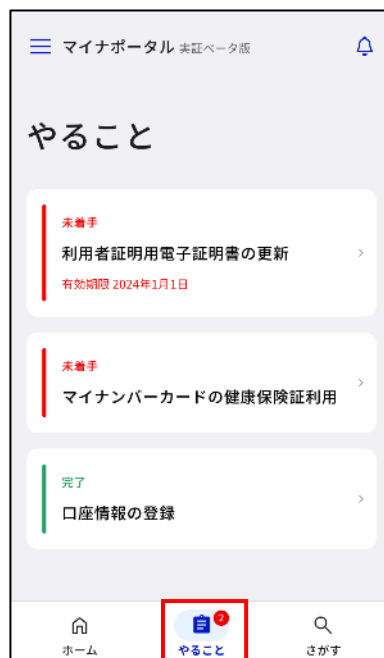 マイナポータル 実証ベータ版
やること
未着手
利用者証明用電子証明書の更新
有効期限 2024年1月1日
未着手
マイナンバーカードの健康保険証利用
完了
口座情報の登録
2
ホーム やること さがす